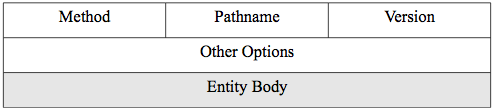 Method Pathname Version
Other Options
Entity Body